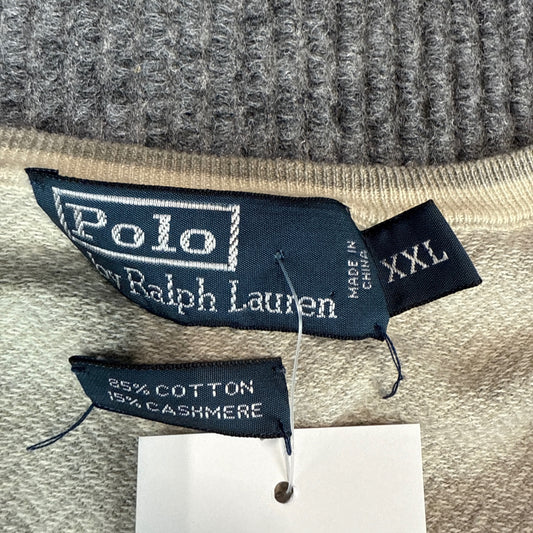 Polo
by Ralph Lauren
MADE IN
CHINA
XXL
85% COTTON
15% CASHMERE